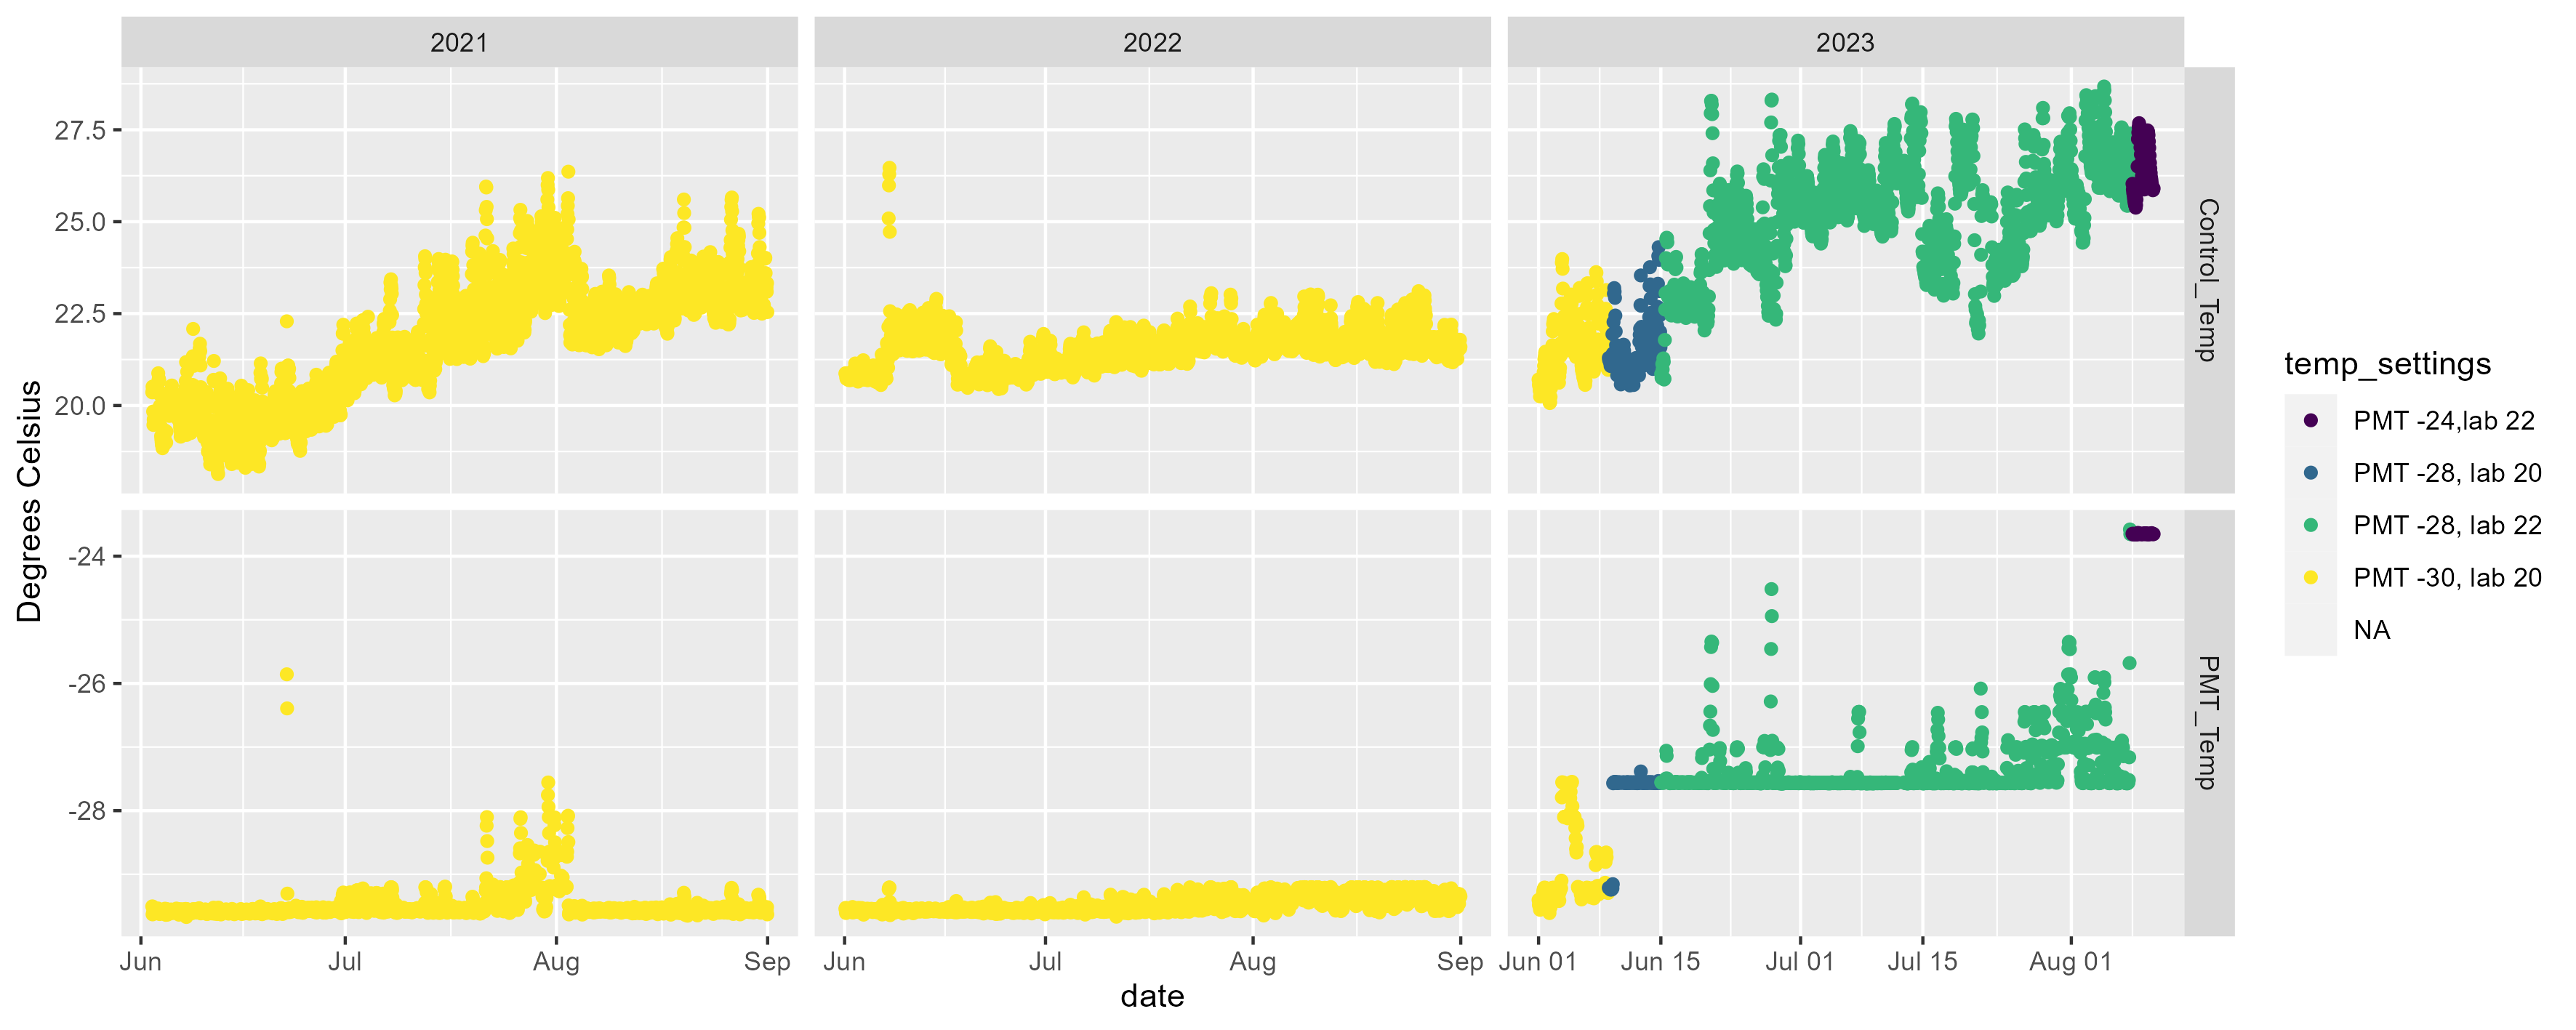 2021
2022
2023
27.5
25.0
22.5
20.0
Control_Temp
Degrees Celsius
-24
-26
-28
PMT_Temp
Jun
Jul
Aug
Sep
Jun
Jul
Aug
Sep
Jun 01
Jun 15
Jul 01
Jul 15
Aug 01
date
temp_settings
PMT -24,lab 22
PMT -28, lab 20
PMT -28, lab 22
PMT -30, lab 20
NA